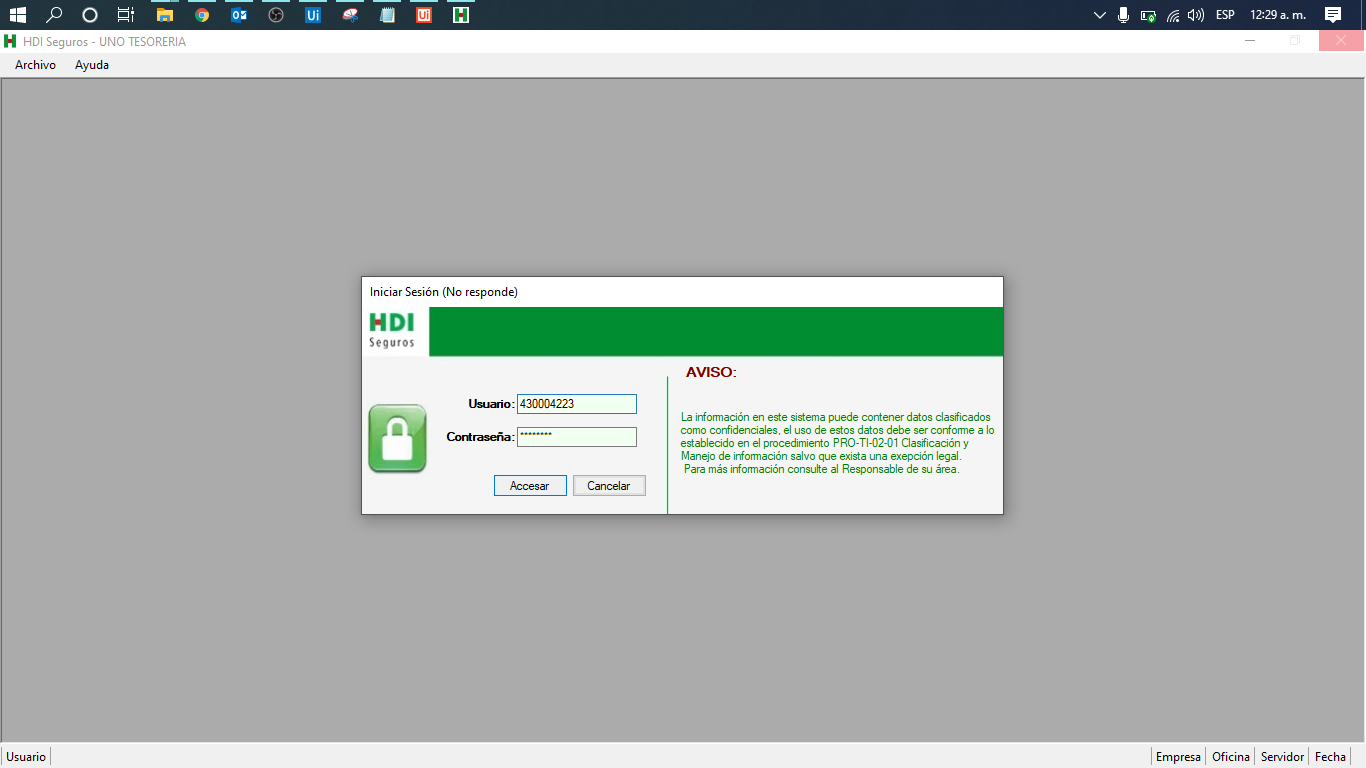 ESP
12:29 a. m.
HDI Seguros - UNO TESORERIA
Archivo
Ayuda
Iniciar Sesión (No responde)
HDI
Seguros
AVISO:
Usuario: 430004223
Contraseña: ********
Accesar
Cancelar
La información en este sistema puede contener datos clasificados
como confidenciales, el uso de estos datos debe ser conforme a lo
establecido en el procedimiento PRO-TI-02-01 Clasificación y
Manejo de información salvo que exista una exepción legal.
Para más información consulte al Responsable de su área.
Usuario
Empresa
Oficina
Servidor
Fecha